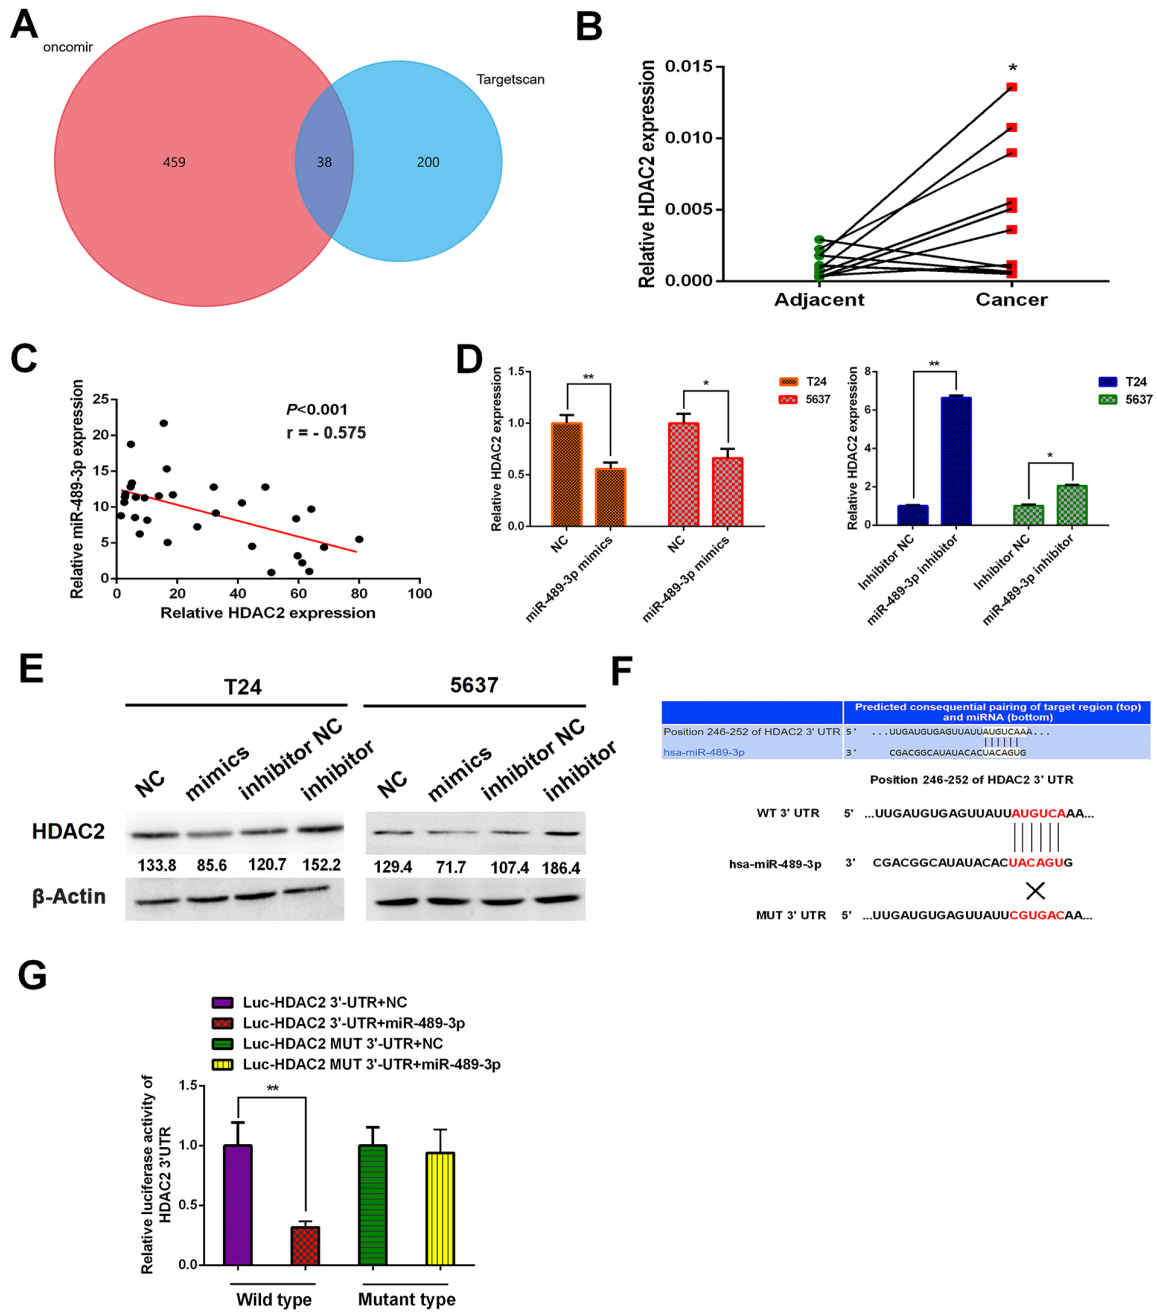 A
oncomir
Targetscan
459
38
200
B
Relative HDAC2 expression
0.015
0.010
0.005
0.000
*
Adjacent
Cancer
C
Relative miR-489-3p expression
25
20
15
10
5
0
P<0.001
r = - 0.575
0
20
40
60
80
100
Relative HDAC2 expression
D
Relative HDAC2 expression
1.5
1.0
0.5
0.0
**
*
T24
5637
NC
miR-489-3p mimics
NC
miR-489-3p mimics
Relative HDAC2 expression
8
6
4
2
0
**
*
T24
5637
Inhibitor NC
miR-489-3p inhibitor
Inhibitor NC
miR-489-3p inhibitor
E
T24
5637
NC
mimics
inhibitor NC
inhibitor
NC
mimics
inhibitor NC
inhibitor
HDAC2
133.8 85.6 120.7 152.2
129.4 71.7 107.4 186.4
β-Actin
F
Predicted consequential pairing of target region (top)
and miRNA (bottom)
Position 246-252 of HDAC2 3' UTR 5' ...UUGAUGUGAGUUAUUAUGUCAAA...
hsa-miR-489-3p 3' CGACGGCAUAUACACUACAGUG
Position 246-252 of HDAC2 3' UTR
WT 3' UTR 5' ...UUGAUGUGAGUUAUUAUGUCAAA...
hsa-miR-489-3p 3' CGACGGCAUAUACACUACAGUG
MUT 3' UTR 5' ...UUGAUGUGAGUUAUUCGUGACAA...
G
Luc-HDAC2 3'-UTR+NC
Luc-HDAC2 3'-UTR+miR-489-3p
Luc-HDAC2 MUT 3'-UTR+NC
Luc-HDAC2 MUT 3'-UTR+miR-489-3p
Relative luciferase activity of
HDAC2 3'UTR
1.5
1.0
0.5
0.0
**
Wild type
Mutant type